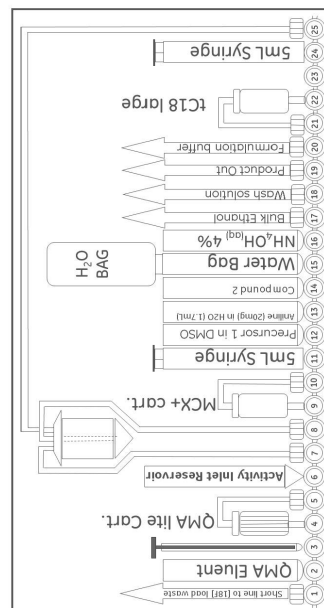 25
5mL Syringe
24
23
tC18 large
22
21
Formulation buffer
20
Product Out
19
Wash solution
18
Bulk Ethanol
17
NH4OH(aq) 4%
16
H2O
BAG
Water Bag
15
Compound 2
14
Aniline (20mg) in H2O (1.7mL)
13
Precursor 1 in DMSO
12
5mL Syringe
11
10
MCX+ cart.
9
8
7
Activity Inlet Reservoir
6
5
QMA lite Cart.
4
3
QMA Eluent
2
Short to line to [18F] load waste
1